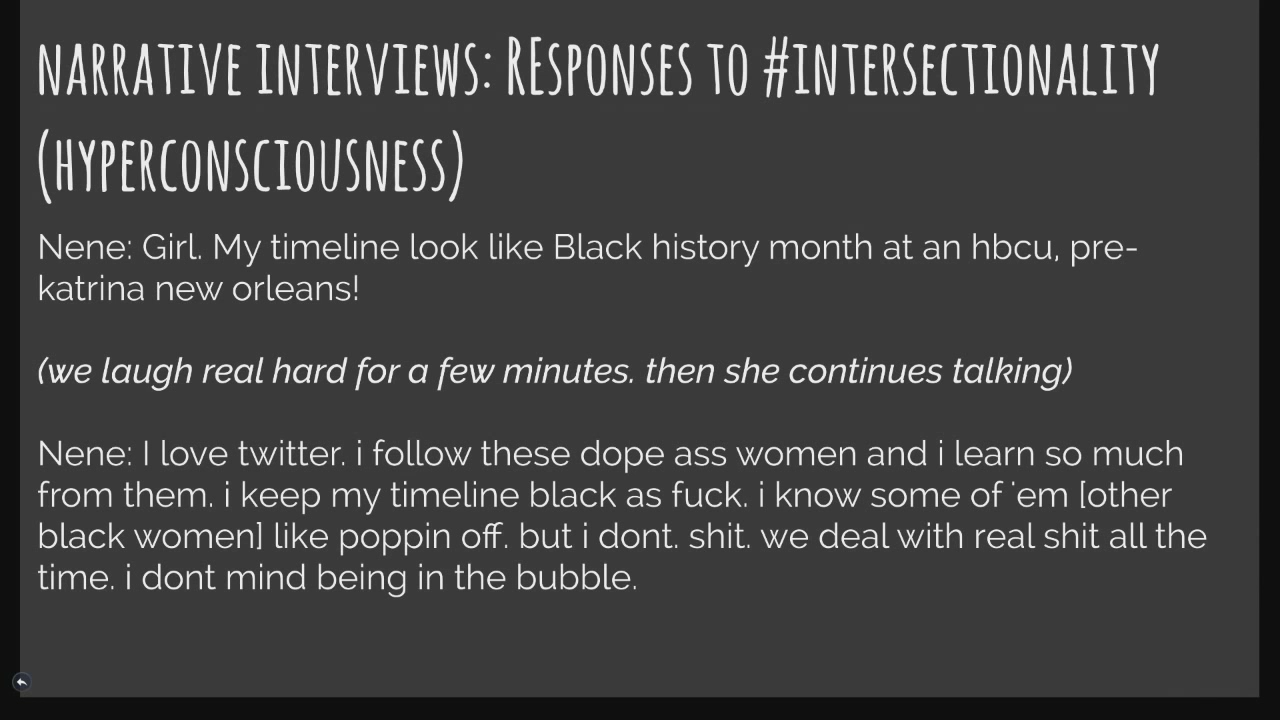 NARRATIVE INTERVIEWS: RESPONSES TO #INTERSECTIONALITY
(HYPERCONSCIOUSNESS)
Nene: Girl. My timeline look like Black history month at an hbcu, pre-
katrina new orleans!
(we laugh real hard for a few minutes. then she continues talking)
Nene: I love twitter. i follow these dope ass women and i learn so much
from them. i keep my timeline black as fuck. i know some of 'em [other
black women] like poppin off. but i dont. shit. we deal with real shit all the
time. i dont mind being in the bubble.